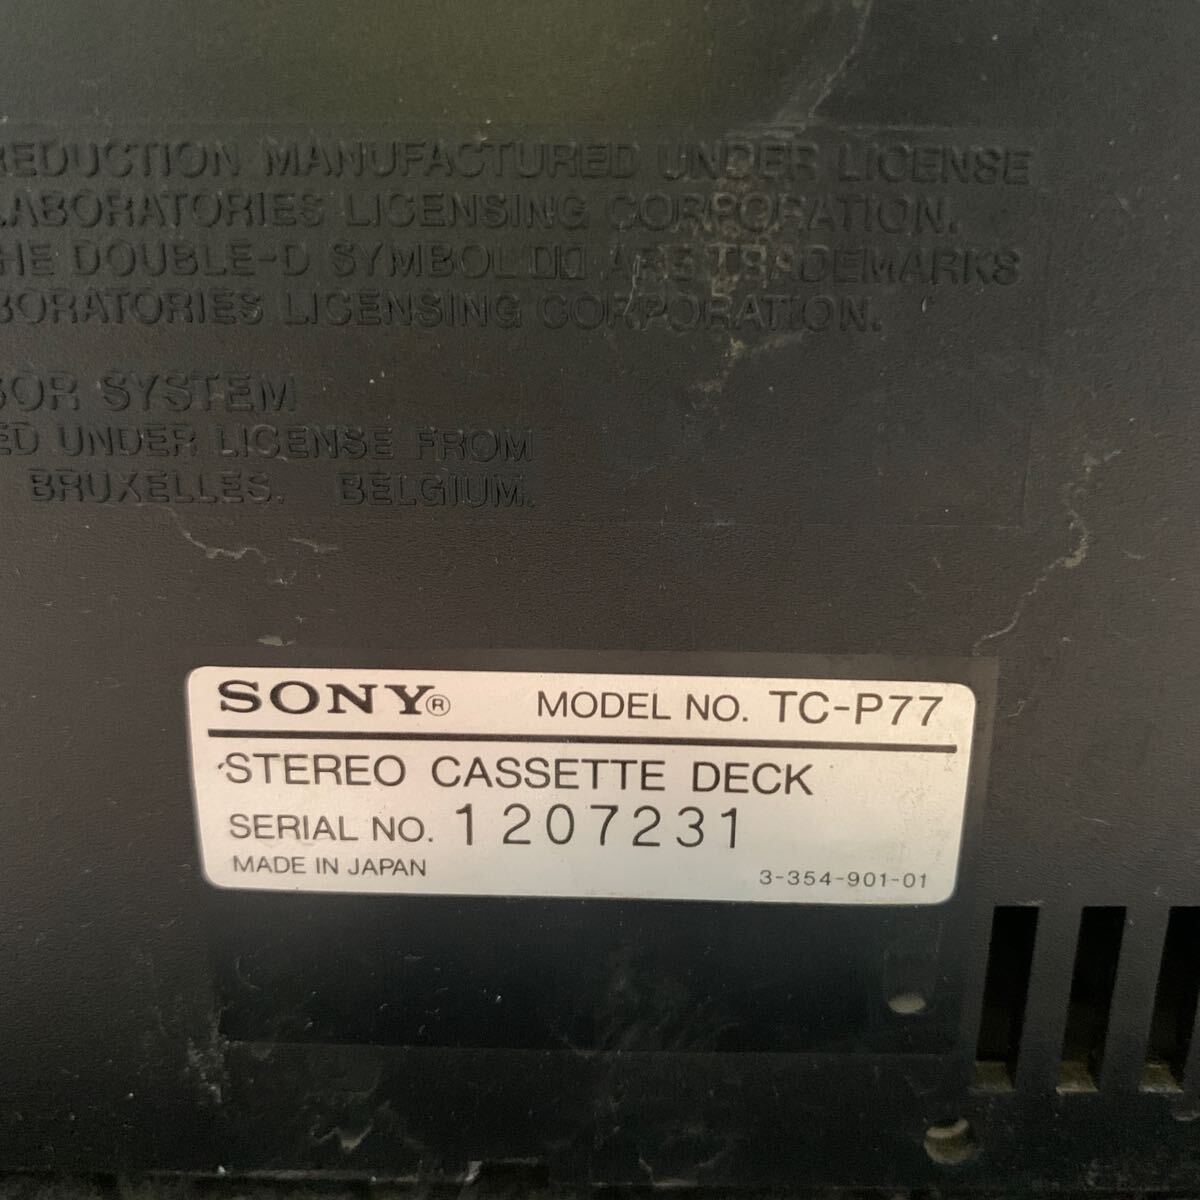 REDUCTION MANUFACTURED UNDER LICENSE
LABORATORIES LICENSING CORPORATION.
HE DOUBLE-D SYMBOL ARE TRADEMARKS
BORATORIES LICENSING CORPORATION.
SOR SYSTEM
ED UNDER LICENSE FROM
BRUXELLES. BELGIUM.
SONY® MODEL NO. TC-P77
STEREO CASSETTE DECK
SERIAL NO. 1207231
MADE IN JAPAN 3-354-901-01